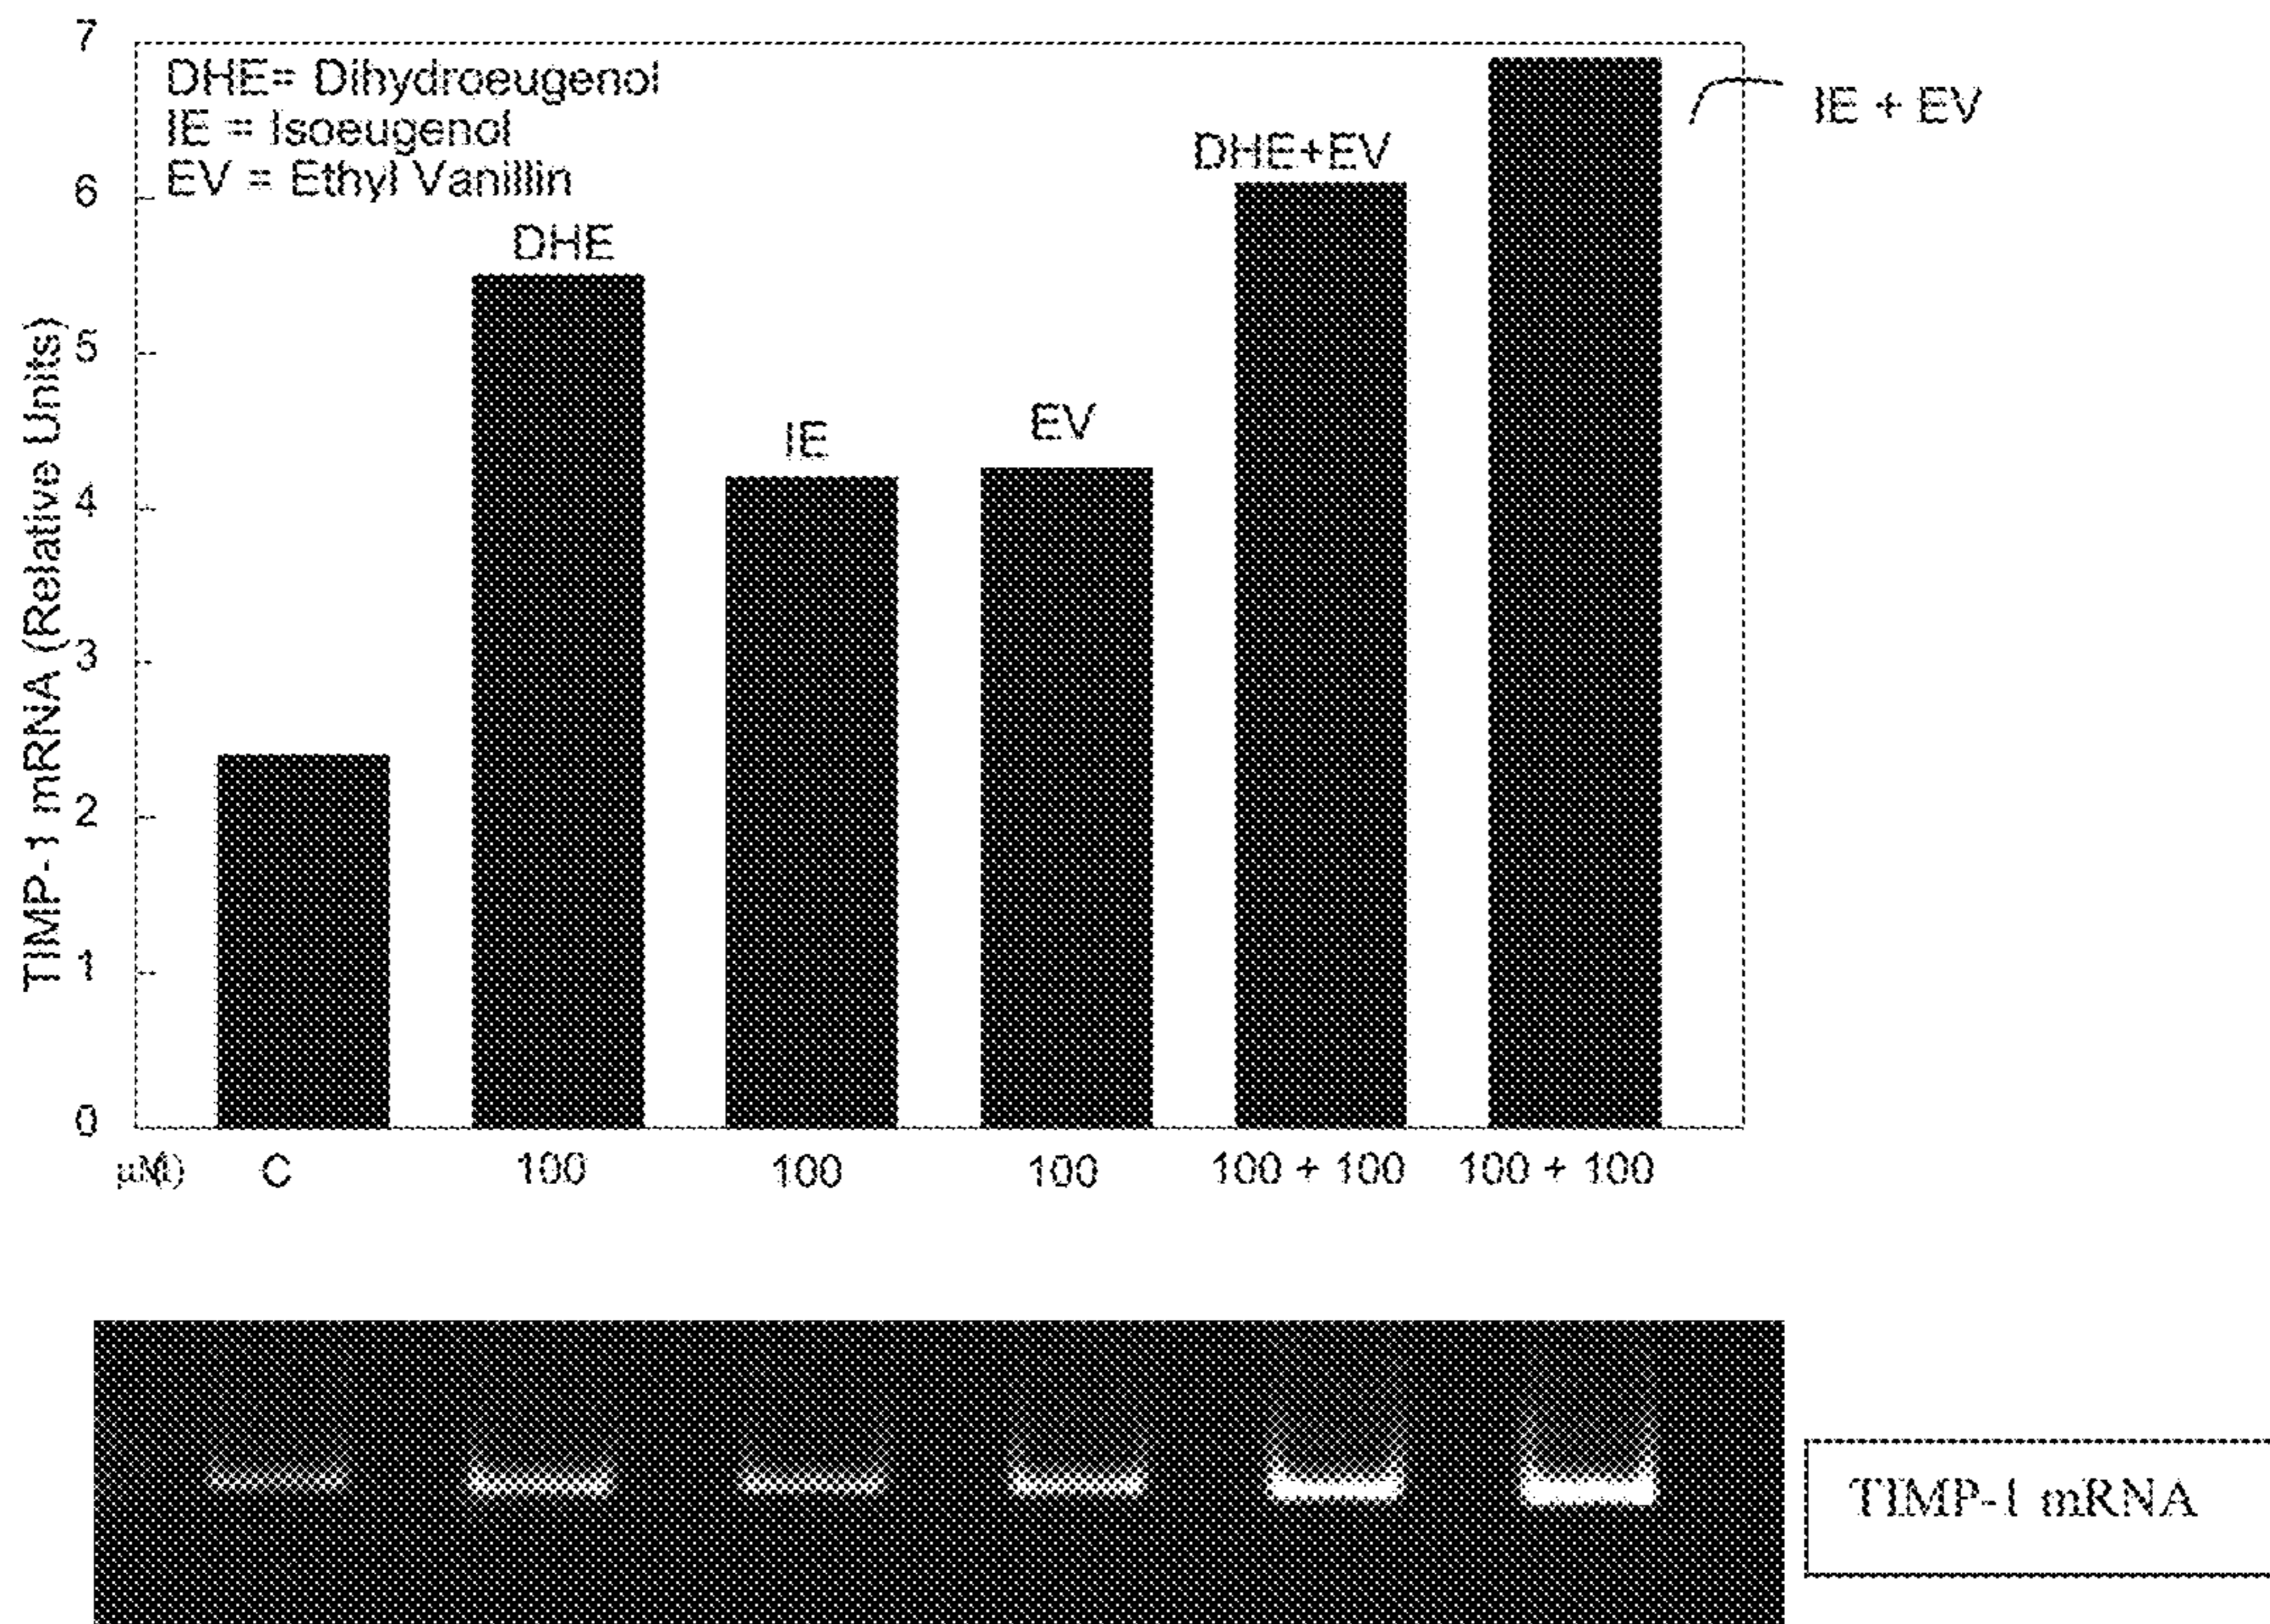 7
DHE= Dihydroeugenol
IE = Isoeugenol
EV = Ethyl Vanillin
IE + EV
DHE+EV
6
DHE
5
EV
IE
4
3
2
1
0
TIMP-1 mRNA (Relative Units)
C 100 100 100 100 + 100 100 + 100
TIMP-1 mRNA